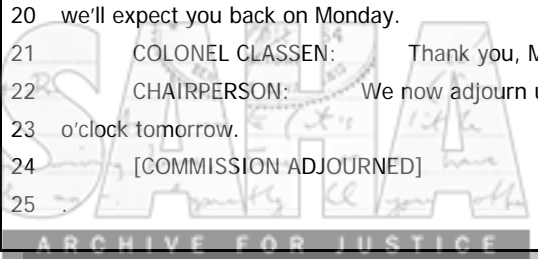 20 we'll expect you back on Monday.
21 COLONEL CLASSEN: Thank you, M
22 CHAIRPERSON: We now adjourn u
23 o'clock tomorrow.
24 [COMMISSION ADJOURNED]
25 .
SAHA
ARCHIVE FOR JUSTICE